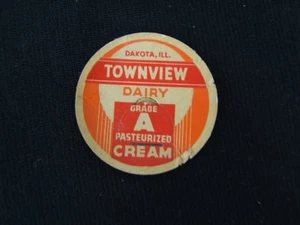 DAKOTA, ILL.
TOWNVIEW
DAIRY
GRADE
A
PASTEURIZED
CREAM